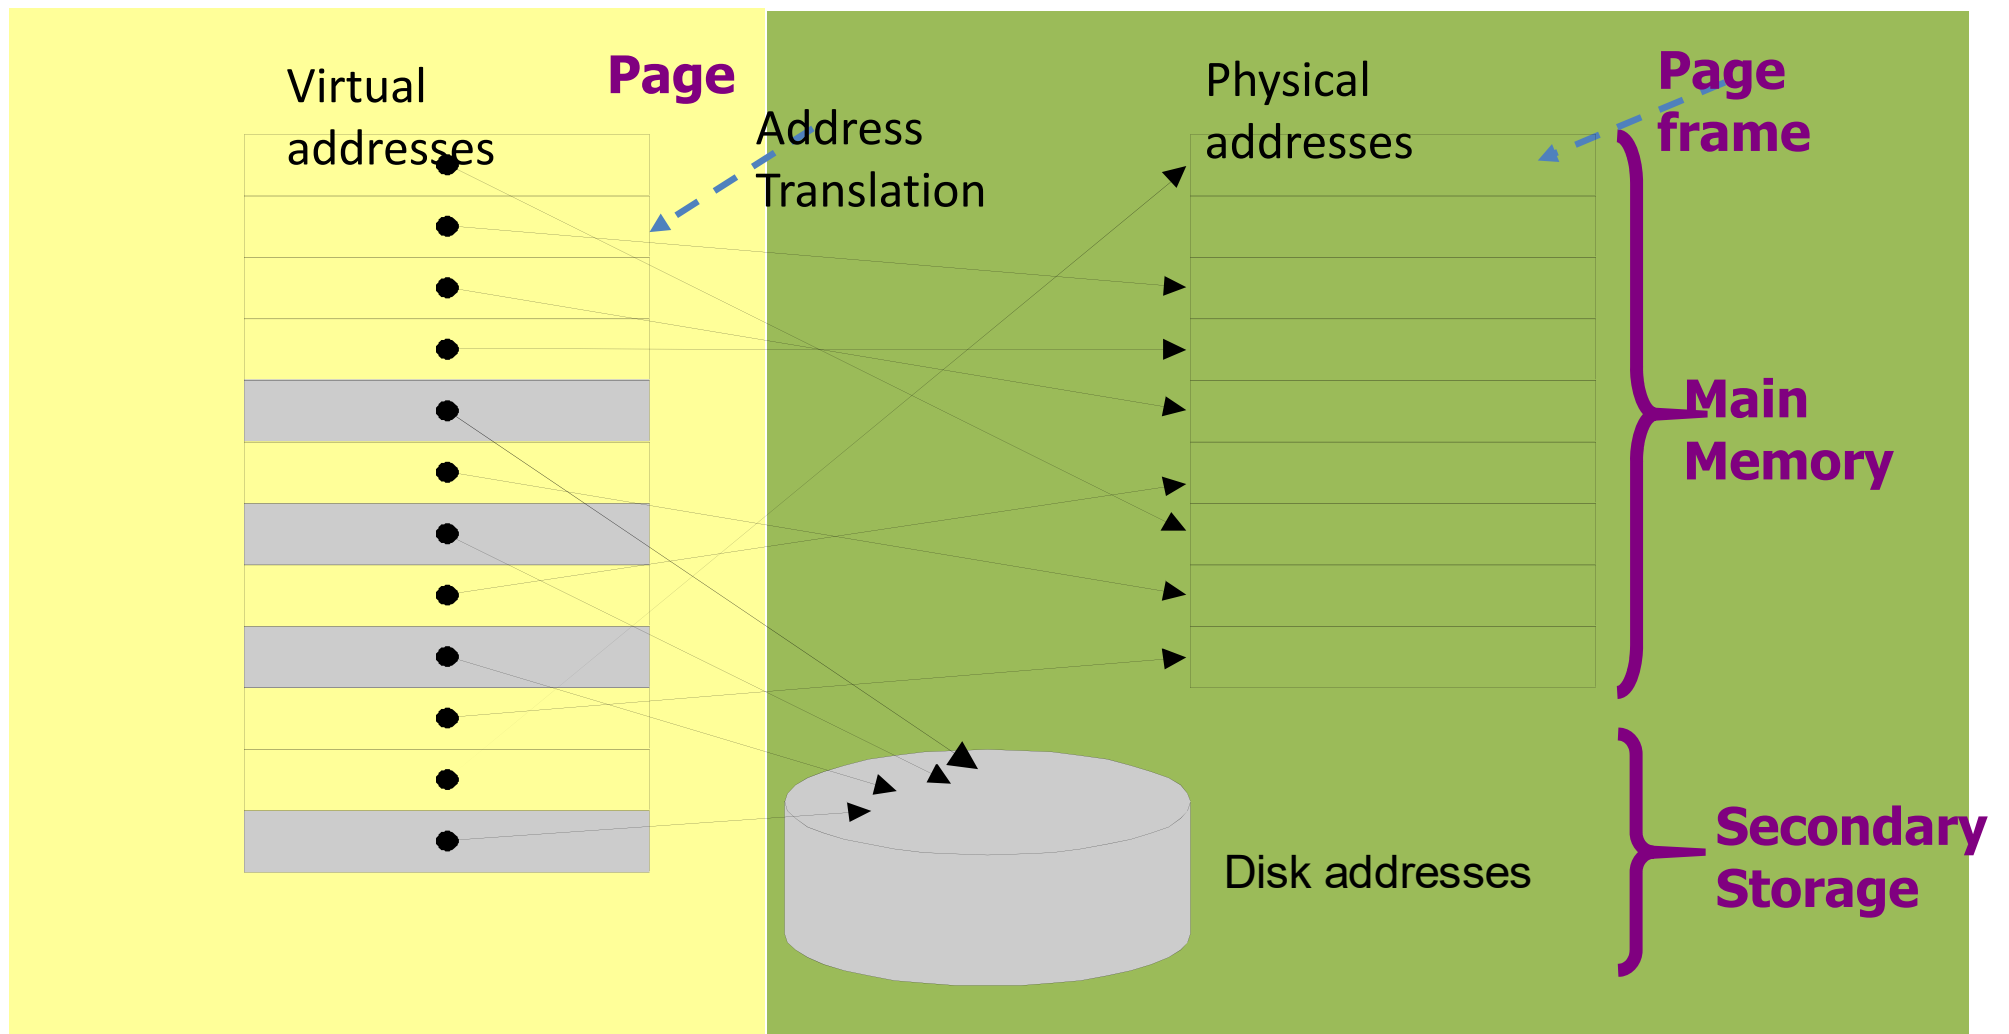 Virtual
addresses
Page
Address
Translation
Physical
addresses
Page
frame
Main
Memory
Disk addresses
Secondary
Storage